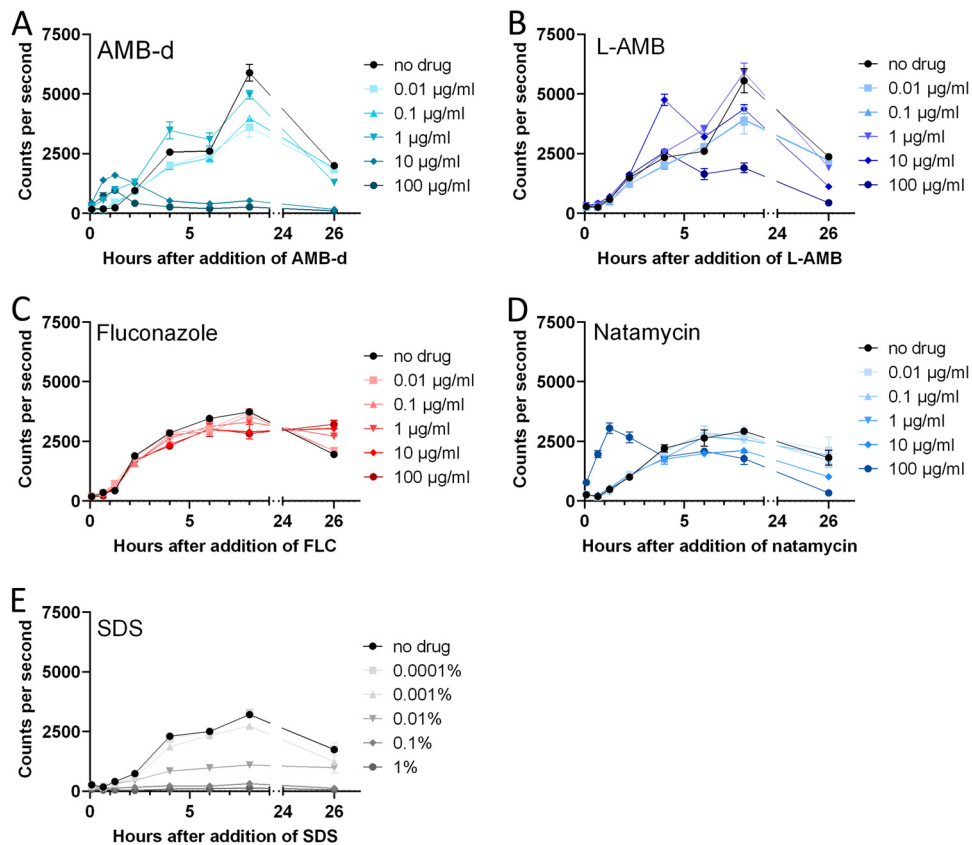 A
AMB-d
Counts per second
7500
5000
2500
0
0 5 24 26
Hours after addition of AMB-d
no drug
0.01 µg/ml
0.1 µg/ml
1 µg/ml
10 µg/ml
100 µg/ml
B
L-AMB
Counts per second
7500
5000
2500
0
0 5 24 26
Hours after addition of L-AMB
no drug
0.01 µg/ml
0.1 µg/ml
1 µg/ml
10 µg/ml
100 µg/ml
C
Fluconazole
Counts per second
7500
5000
2500
0
0 5 24 26
Hours after addition of FLC
no drug
0.01 µg/ml
0.1 µg/ml
1 µg/ml
10 µg/ml
100 µg/ml
D
Natamycin
Counts per second
7500
5000
2500
0
0 5 24 26
Hours after addition of natamycin
no drug
0.01 µg/ml
0.1 µg/ml
1 µg/ml
10 µg/ml
100 µg/ml
E
SDS
Counts per second
7500
5000
2500
0
0 5 24 26
Hours after addition of SDS
no drug
0.0001%
0.001%
0.01%
0.1%
1%